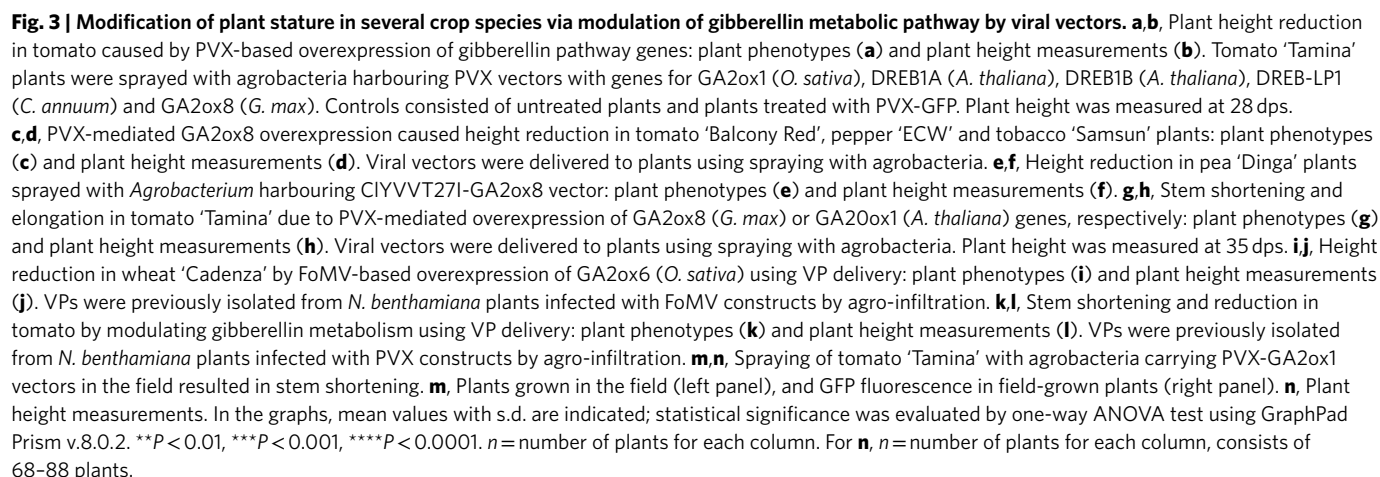 Fig. 3 | Modification of plant stature in several crop species via modulation of gibberellin metabolic pathway by viral vectors. a,b, Plant height reduction
in tomato caused by PVX-based overexpression of gibberellin pathway genes: plant phenotypes (a) and plant height measurements (b). Tomato 'Tamina'
plants were sprayed with agrobacteria harbouring PVX vectors with genes for GA2ox1 (O. sativa), DREB1A (A. thaliana), DREB1B (A. thaliana), DREB-LP1
(C. annuum) and GA2ox8 (G. max). Controls consisted of untreated plants and plants treated with PVX-GFP. Plant height was measured at 28 dps.
c,d, PVX-mediated GA2ox8 overexpression caused height reduction in tomato 'Balcony Red', pepper 'ECW' and tobacco 'Samsun' plants: plant phenotypes
(c) and plant height measurements (d). Viral vectors were delivered to plants using spraying with agrobacteria. e,f, Height reduction in pea 'Dinga' plants
sprayed with Agrobacterium harbouring ClYVVT27I-GA2ox8 vector: plant phenotypes (e) and plant height measurements (f). g,h, Stem shortening and
elongation in tomato 'Tamina' due to PVX-mediated overexpression of GA2ox8 (G. max) or GA20ox1 (A. thaliana) genes, respectively: plant phenotypes (g)
and plant height measurements (h). Viral vectors were delivered to plants using spraying with agrobacteria. Plant height was measured at 35 dps. i,j, Height
reduction in wheat 'Cadenza' by FoMV-based overexpression of GA2ox6 (O. sativa) using VP delivery: plant phenotypes (i) and plant height measurements
(j). VPs were previously isolated from N. benthamiana plants infected with FoMV constructs by agro-infiltration. k,l, Stem shortening and reduction in
tomato by modulating gibberellin metabolism using VP delivery: plant phenotypes (k) and plant height measurements (l). VPs were previously isolated
from N. benthamiana plants infected with PVX constructs by agro-infiltration. m,n, Spraying of tomato 'Tamina' with agrobacteria carrying PVX-GA2ox1
vectors in the field resulted in stem shortening. m, Plants grown in the field (left panel), and GFP fluorescence in field-grown plants (right panel). n, Plant
height measurements. In the graphs, mean values with s.d. are indicated; statistical significance was evaluated by one-way ANOVA test using GraphPad
Prism v.8.0.2. **P < 0.01, ***P < 0.001, ****P < 0.0001. n = number of plants for each column. For n, n = number of plants for each column, consists of
68–88 plants.